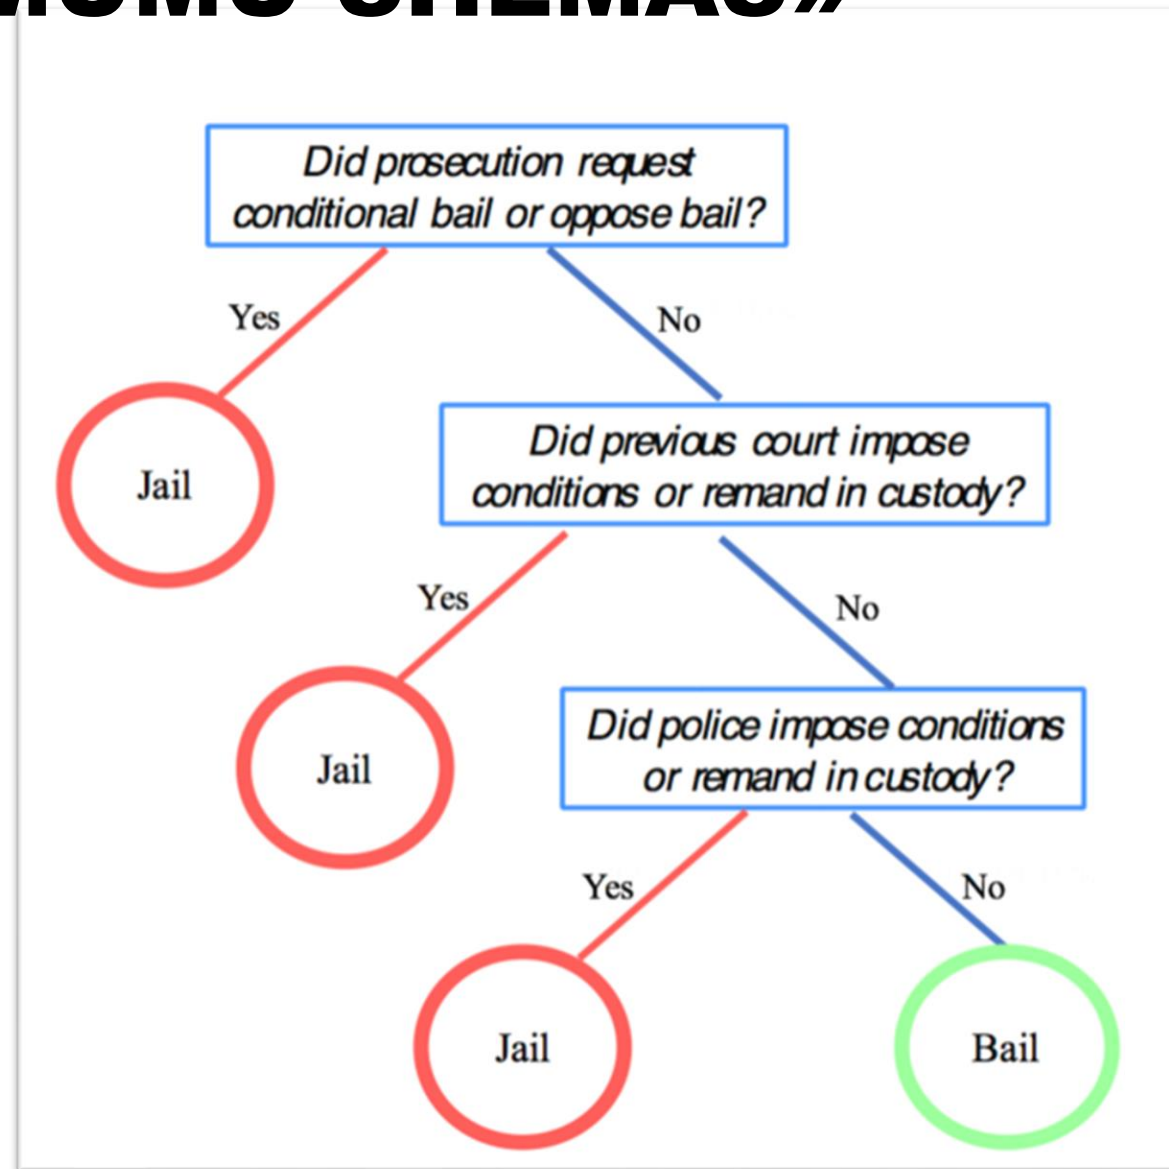 Did prosecution request
conditional bail or oppose bail?
Yes
No
Jail
Did previous court impose
conditions or remand in custody?
Yes
No
Jail
Did police impose conditions
or remand in custody?
Yes
No
Jail
Bail